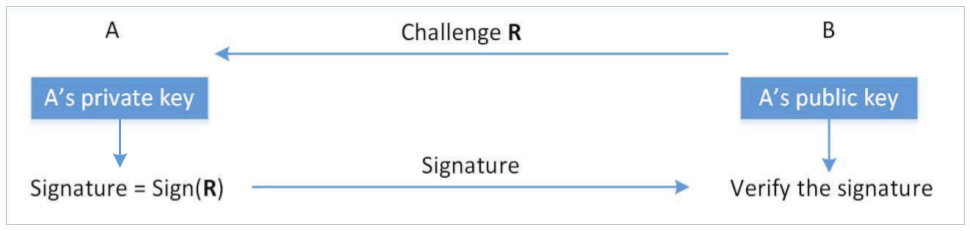 A
Challenge R
B
A's private key
A's public key
Signature = Sign(R)
Signature
Verify the signature